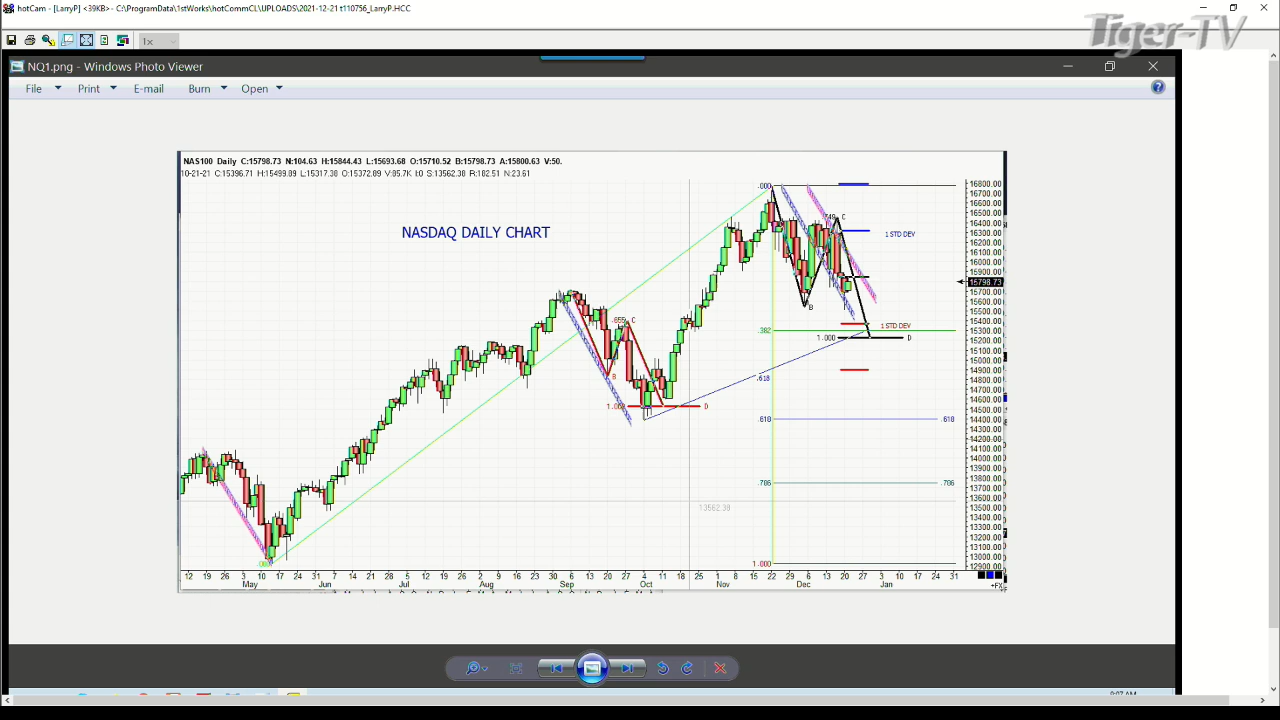 hotCam - [LarryP] <39KB>- C:\ProgramData\1stWorks\hotCommCL\UPLOADS\2021-12-21 t110756_LarryP.HCC
Tiger-TV
1x
NQ1.png - Windows Photo Viewer
File Print E-mail Burn Open
NAS100 Daily C:15798.73 N:104.63 H:15844.43 L:15693.68 O:15710.52 B:15798.73 A:15800.63 V:50.
10-21-21 C:15396.71 H:15499.89 L:15317.38 O:15372.89 V:85.7K I:0 S:13562.38 R:182.51 N:23.61
NASDAQ DAILY CHART
.000
C
1 STD DEV
B
.382
1 STD DEV
1.000 D
.655 C
B
D
.618
.618 .618
.786 .786
13562.38
1.000
16800.00
16700.00
16600.00
16500.00
16400.00
16300.00
16200.00
16100.00
16000.00
15900.00
15798.73
15700.00
15600.00
15500.00
15400.00
15300.00
15200.00
15100.00
15000.00
14900.00
14800.00
14700.00
14600.00
14500.00
14400.00
14300.00
14200.00
14100.00
14000.00
13900.00
13800.00
13700.00
13600.00
13500.00
13400.00
13300.00
13200.00
13100.00
13000.00
12900.00
12 19 26 3 10 17 31 7 14 21 28 5 12 19 26 2 9 16 23 30 6 13 20 27 4 11 18 25 1 8 15 22 29 6 13 20 27 3 10 17 24 31
May Jun Jul Aug Sep Oct Nov Dec Jan
+FX